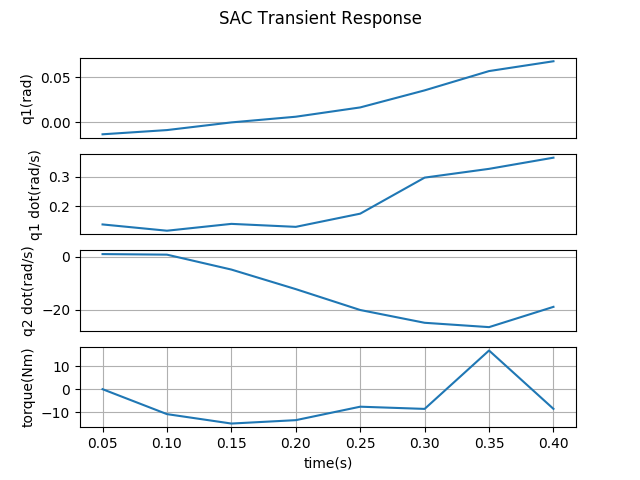 SAC Transient Response
q1(rad)
0.05
0.00
q1 dot(rad/s)
0.3
0.2
q2 dot(rad/s)
0
−20
torque(Nm)
10
0
−10
0.05 0.10 0.15 0.20 0.25 0.30 0.35 0.40
time(s)